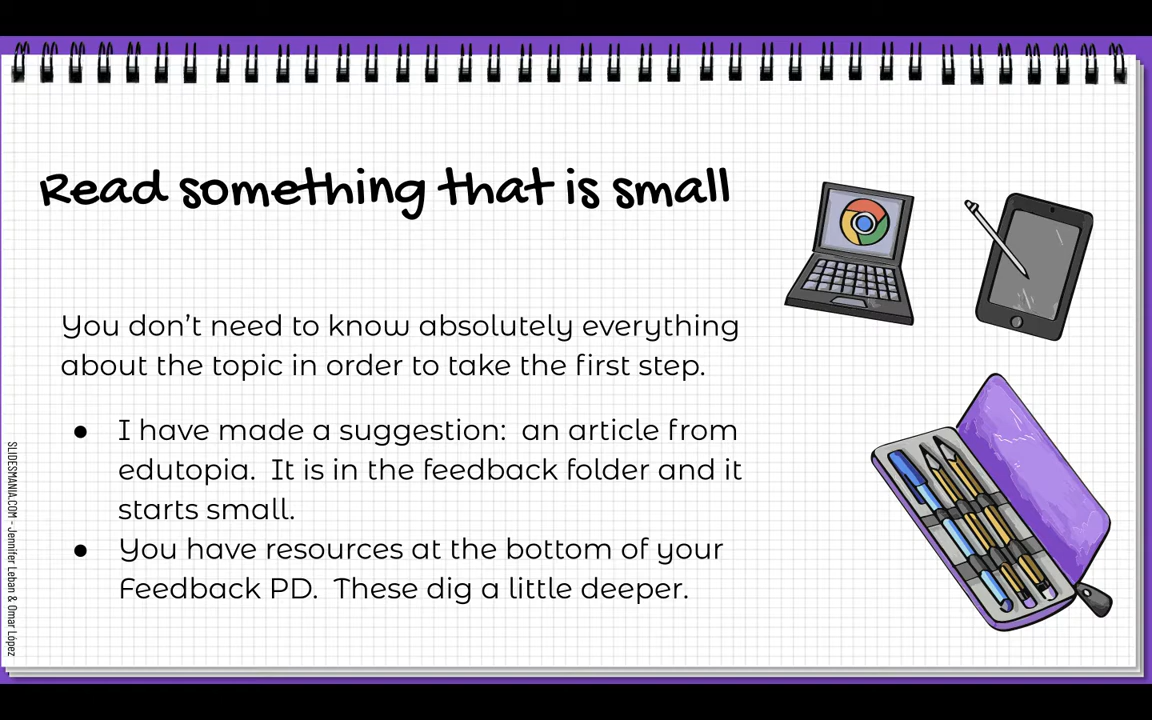 Read something that is small
You don’t need to know absolutely everything
about the topic in order to take the first step.
● I have made a suggestion:  an article from
edutopia.  It is in the feedback folder and it
starts small.
● You have resources at the bottom of your
Feedback PD.  These dig a little deeper.
SLIDESMANIA.COM - Jennifer Leban & Omar López